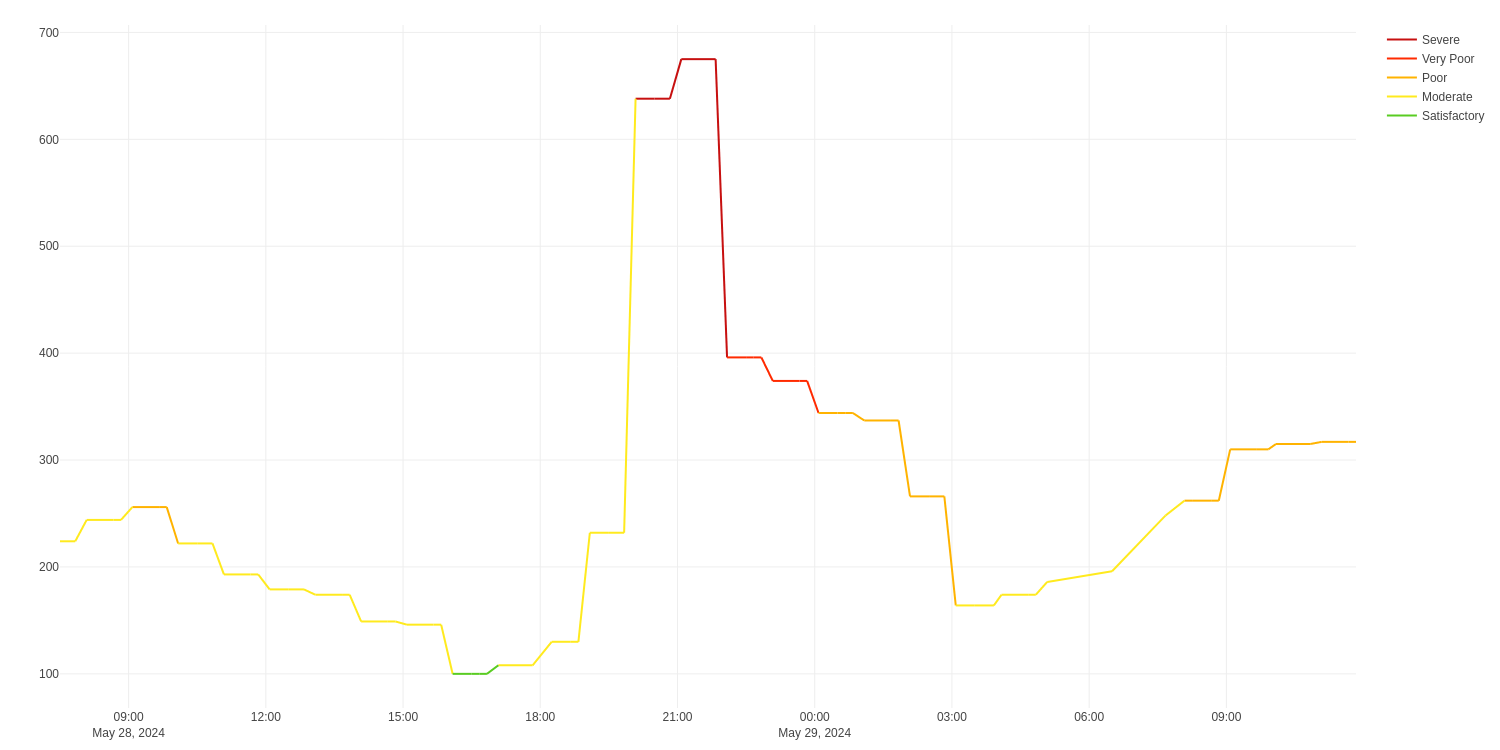 700
600
500
400
300
200
100
09:00
12:00
15:00
18:00
21:00
00:00
03:00
06:00
09:00
May 28, 2024
May 29, 2024
Severe
Very Poor
Poor
Moderate
Satisfactory